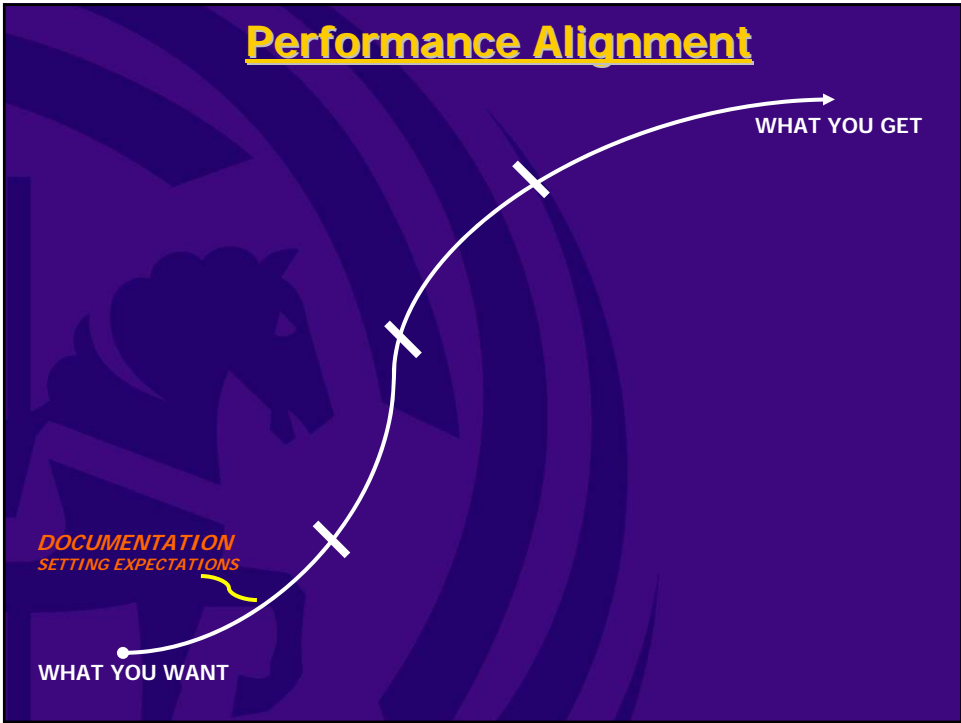 Performance Alignment
WHAT YOU GET
DOCUMENTATION
SETTING EXPECTATIONS
WHAT YOU WANT